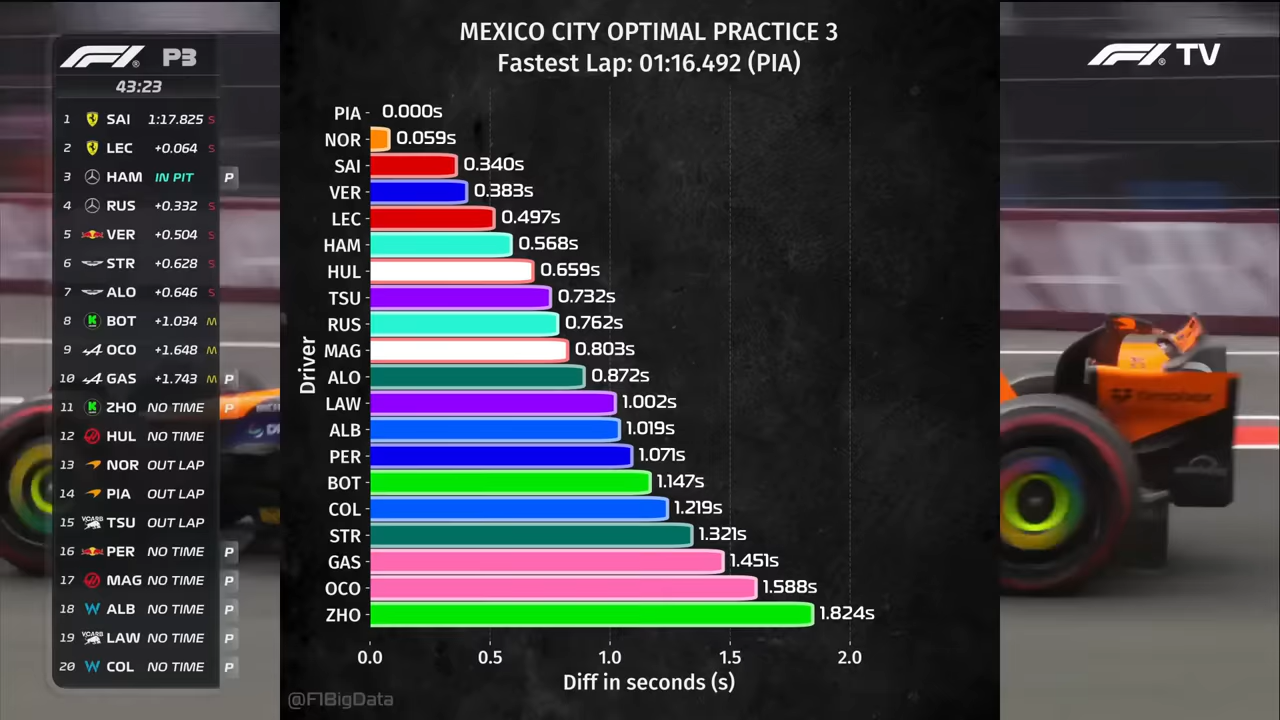 F1 P3
43:23
1 SAI 1:17.825 S
2 LEC +0.064 S
3 HAM IN PIT P
4 RUS +0.332 S
5 VER +0.504 S
6 STR +0.628 S
7 ALO +0.646 S
8 BOT +1.034 M
9 OCO +1.648 M
10 GAS +1.743 M P
11 ZHO NO TIME P
12 HUL NO TIME
13 NOR OUT LAP
14 PIA OUT LAP
15 TSU OUT LAP
16 PER NO TIME P
17 MAG NO TIME P
18 ALB NO TIME P
19 LAW NO TIME P
20 COL NO TIME P
MEXICO CITY OPTIMAL PRACTICE 3
Fastest Lap: 01:16.492 (PIA)
Driver
PIA 0.000s
NOR 0.059s
SAI 0.340s
VER 0.383s
LEC 0.497s
HAM 0.568s
HUL 0.659s
TSU 0.732s
RUS 0.762s
MAG 0.803s
ALO 0.872s
LAW 1.002s
ALB 1.019s
PER 1.071s
BOT 1.147s
COL 1.219s
STR 1.321s
GAS 1.451s
OCO 1.588s
ZHO 1.824s
0.0 0.5 1.0 1.5 2.0
Diff in seconds (s)
@F1BigData
F1 TV